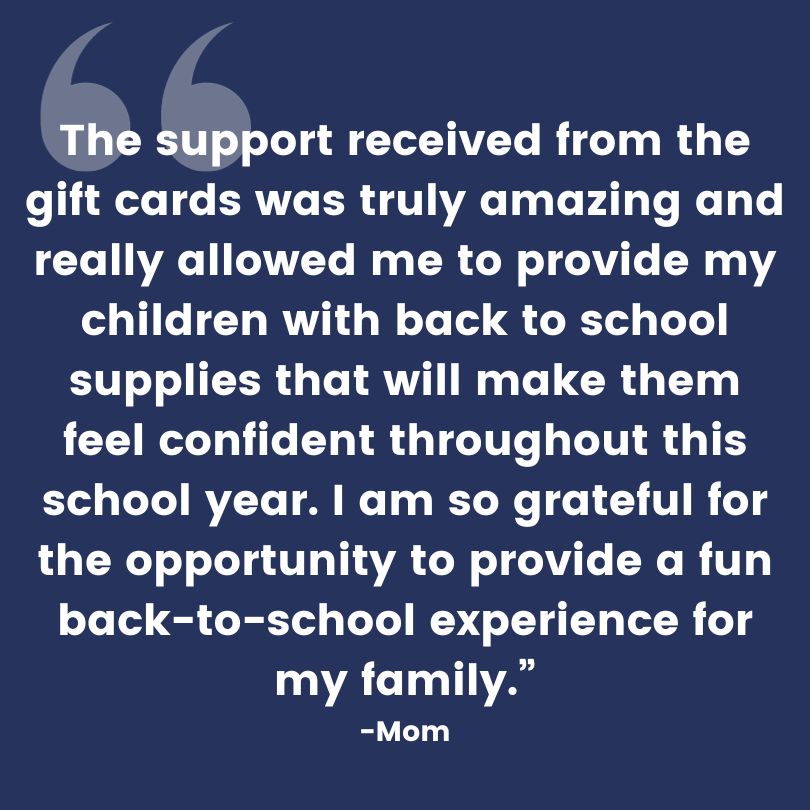 “
The support received from the
gift cards was truly amazing and
really allowed me to provide my
children with back to school
supplies that will make them
feel confident throughout this
school year. I am so grateful for
the opportunity to provide a fun
back-to-school experience for
my family.”
-Mom